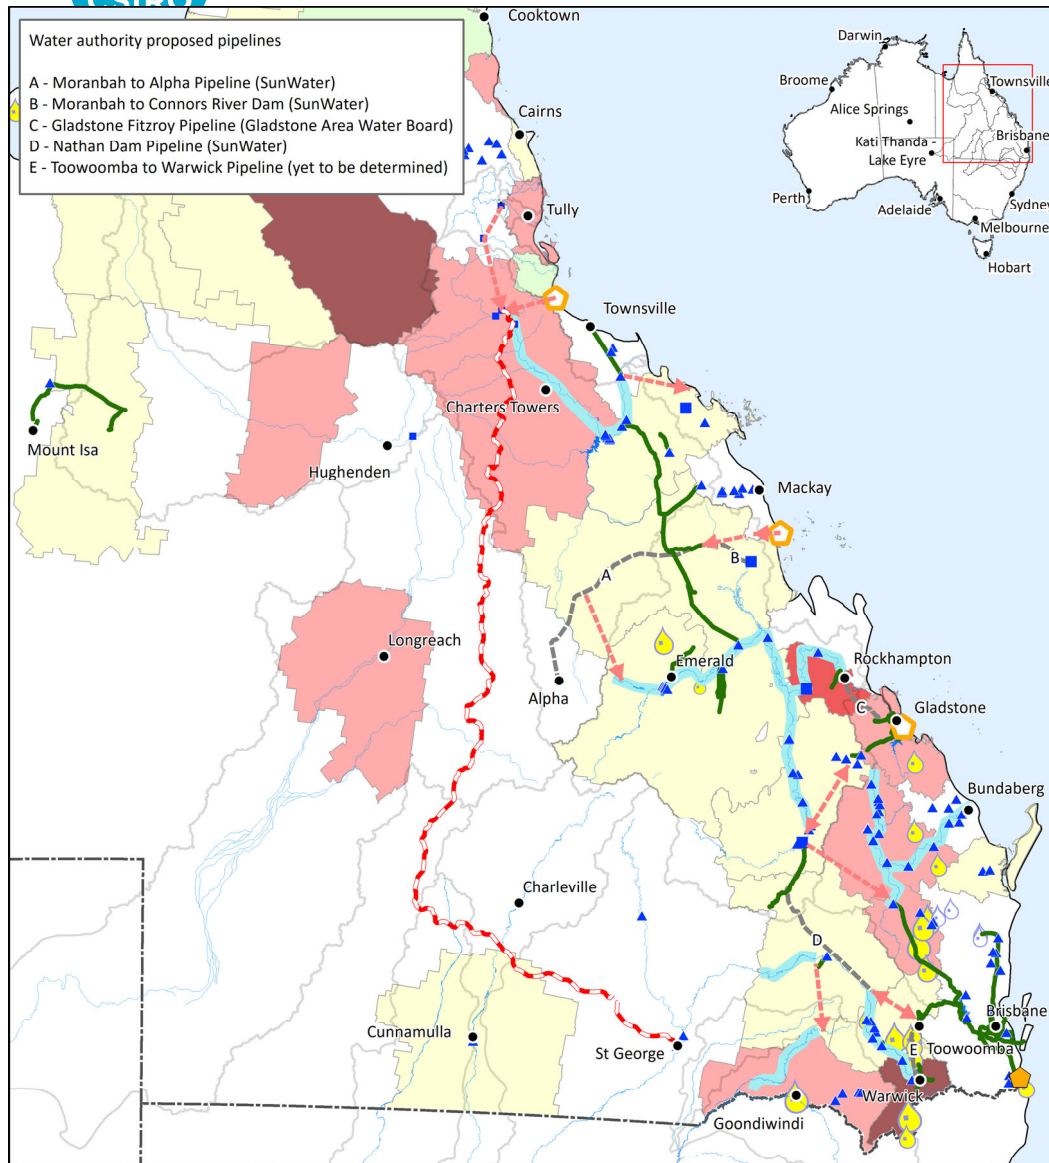 CSIRO
Water authority proposed pipelines
A - Moranbah to Alpha Pipeline (SunWater)
B - Moranbah to Connors River Dam (SunWater)
C - Gladstone Fitzroy Pipeline (Gladstone Area Water Board)
D - Nathan Dam Pipeline (SunWater)
E - Toowoomba to Warwick Pipeline (yet to be determined)
Cooktown
Cairns
Tully
Townsville
Charters Towers
Mount Isa
Hughenden
Mackay
A
B
Longreach
Alpha
Emerald
Rockhampton
C
Gladstone
Bundaberg
Charleville
D
Cunnamulla
St George
Brisbane
Toowoomba
E
Warwick
Goondiwindi
Darwin
Broome
Townsville
Alice Springs
Brisbane
Kati Thanda -
Lake Eyre
Perth
Adelaide
Sydney
Melbourne
Hobart